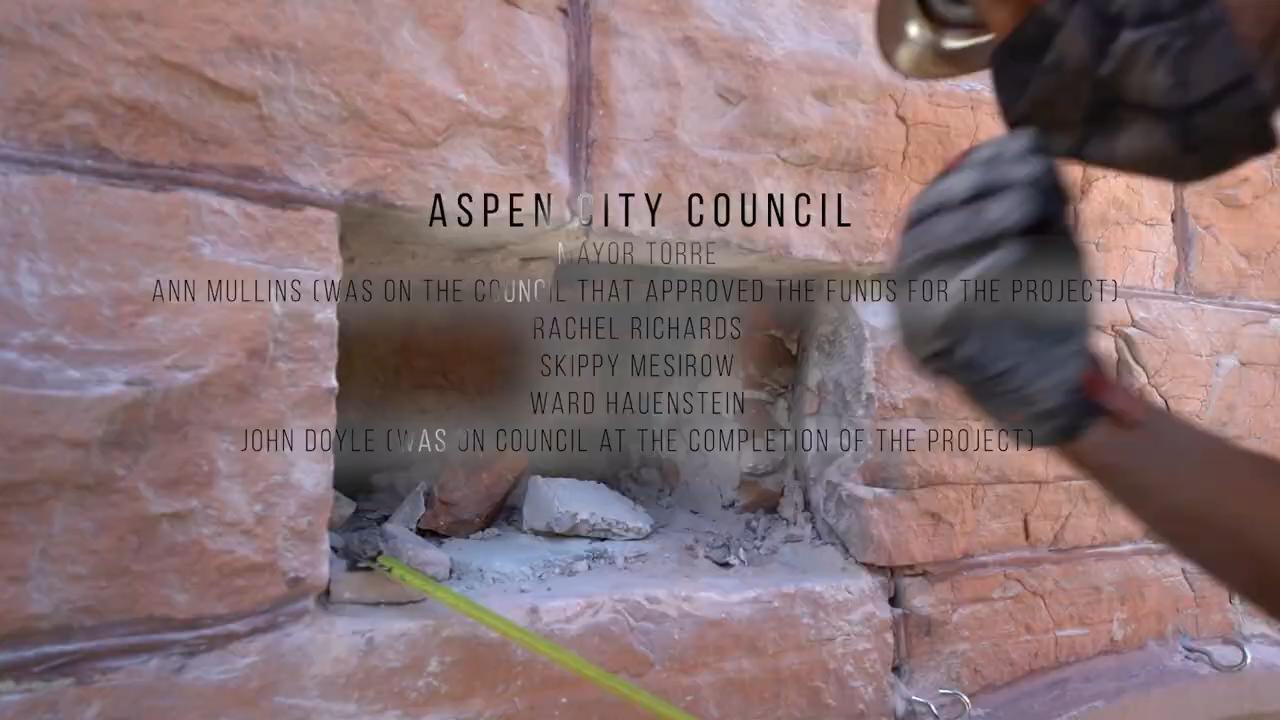 ASPEN CITY COUNCIL
MAYOR TORRE
ANN MULLINS (WAS ON THE COUNCIL THAT APPROVED THE FUNDS FOR THE PROJECT)
RACHEL RICHARDS
SKIPPY MESIROW
WARD HAUENSTEIN
JOHN DOYLE (WAS ON COUNCIL AT THE COMPLETION OF THE PROJECT)